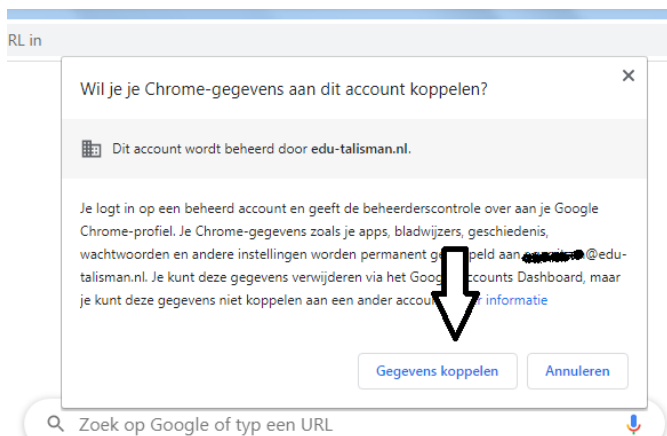 RL in
Wil je je Chrome-gegevens aan dit account koppelen?
Dit account wordt beheerd door edu-talisman.nl.
Je logt in op een beheerd account en geeft de beheerderscontrole over aan je Google
Chrome-profiel. Je Chrome-gegevens zoals je apps, bladwijzers, geschiedenis,
wachtwoorden en andere instellingen worden permanent aan @edu-
talisman.nl. Je kunt deze gegevens verwijderen via het Dashboard, maar
je kunt deze gegevens niet koppelen aan een ander informatie
Gegevens koppelen Annuleren
Zoek op Google of typ een URL